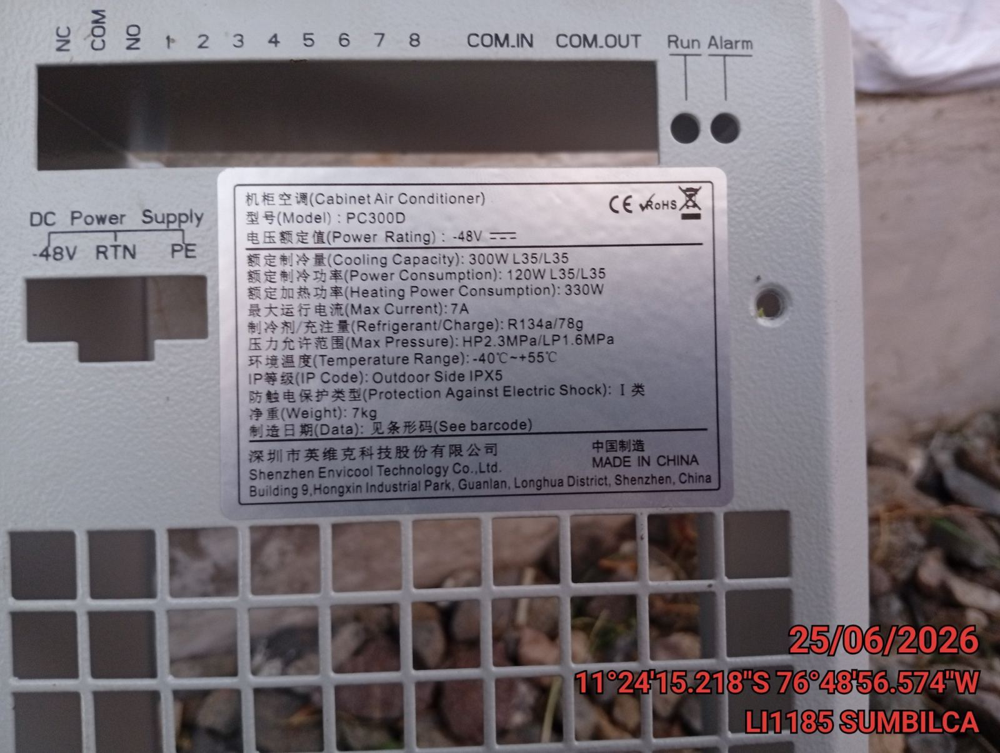 NC COM NO 1 2 3 4 5 6 7 8 COM.IN COM.OUT Run Alarm
DC Power Supply
-48V RTN PE
机柜空调(Cabinet Air Conditioner)
CE RoHS
型号(Model) : PC300D
电压额定值(Power Rating) : -48V
额定制冷量(Cooling Capacity): 300W L35/L35
额定制冷功率(Power Consumption): 120W L35/L35
额定加热功率(Heating Power Consumption): 330W
最大运行电流(Max Current): 7A
制冷剂/充注量(Refrigerant/Charge): R134a/78g
压力允许范围(Max Pressure): HP2.3MPa/LP1.6MPa
环境温度(Temperature Range): -40℃~+55℃
IP等级(IP Code): Outdoor Side IPX5
防触电保护类型(Protection Against Electric Shock): I 类
净重(Weight): 7kg
制造日期(Data): 见条形码(See barcode)
深圳市英维克科技股份有限公司
Shenzhen Envicool Technology Co.,Ltd.
中国制造
MADE IN CHINA
Building 9,Hongxin Industrial Park, Guanlan, Longhua District, Shenzhen, China
25/06/2026
11°24'15.218"S 76°48'56.574"W
LI1185 SUMBILCA